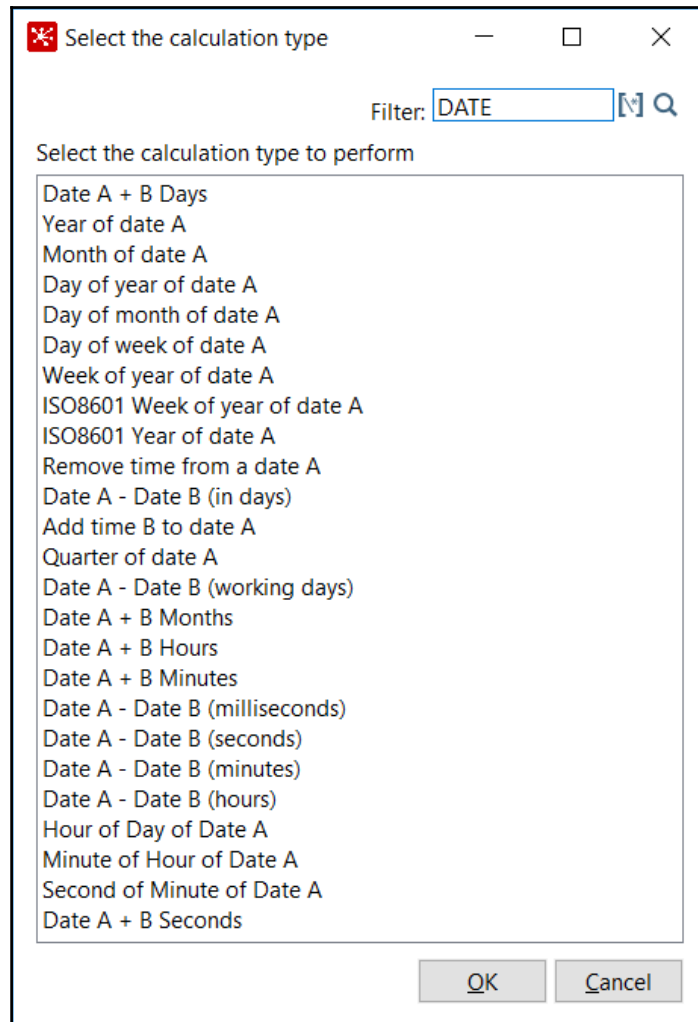 Select the calculation type
Filter: DATE
Select the calculation type to perform
Date A + B Days
Year of date A
Month of date A
Day of year of date A
Day of month of date A
Day of week of date A
Week of year of date A
ISO8601 Week of year of date A
ISO8601 Year of date A
Remove time from a date A
Date A - Date B (in days)
Add time B to date A
Quarter of date A
Date A - Date B (working days)
Date A + B Months
Date A + B Hours
Date A + B Minutes
Date A - Date B (milliseconds)
Date A - Date B (seconds)
Date A - Date B (minutes)
Date A - Date B (hours)
Hour of Day of Date A
Minute of Hour of Date A
Second of Minute of Date A
Date A + B Seconds
OK Cancel